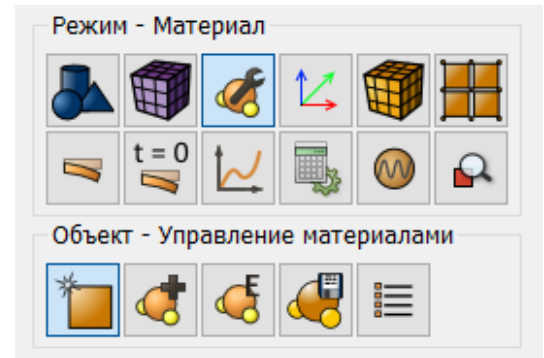 Режим - Материал
t = 0
Объект - Управление материалами
E